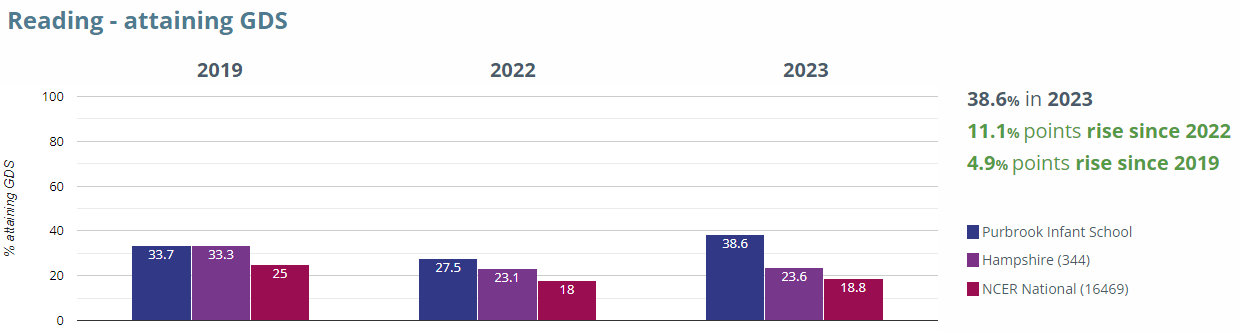 Reading - attaining GDS
2019 2022 2023
100
80
60
40
20
0
% attaining GDS
33.7 33.3 25
27.5 23.1 18
38.6 23.6 18.8
38.6% in 2023
11.1% points rise since 2022
4.9% points rise since 2019
Purbrook Infant School
Hampshire (344)
NCER National (16469)